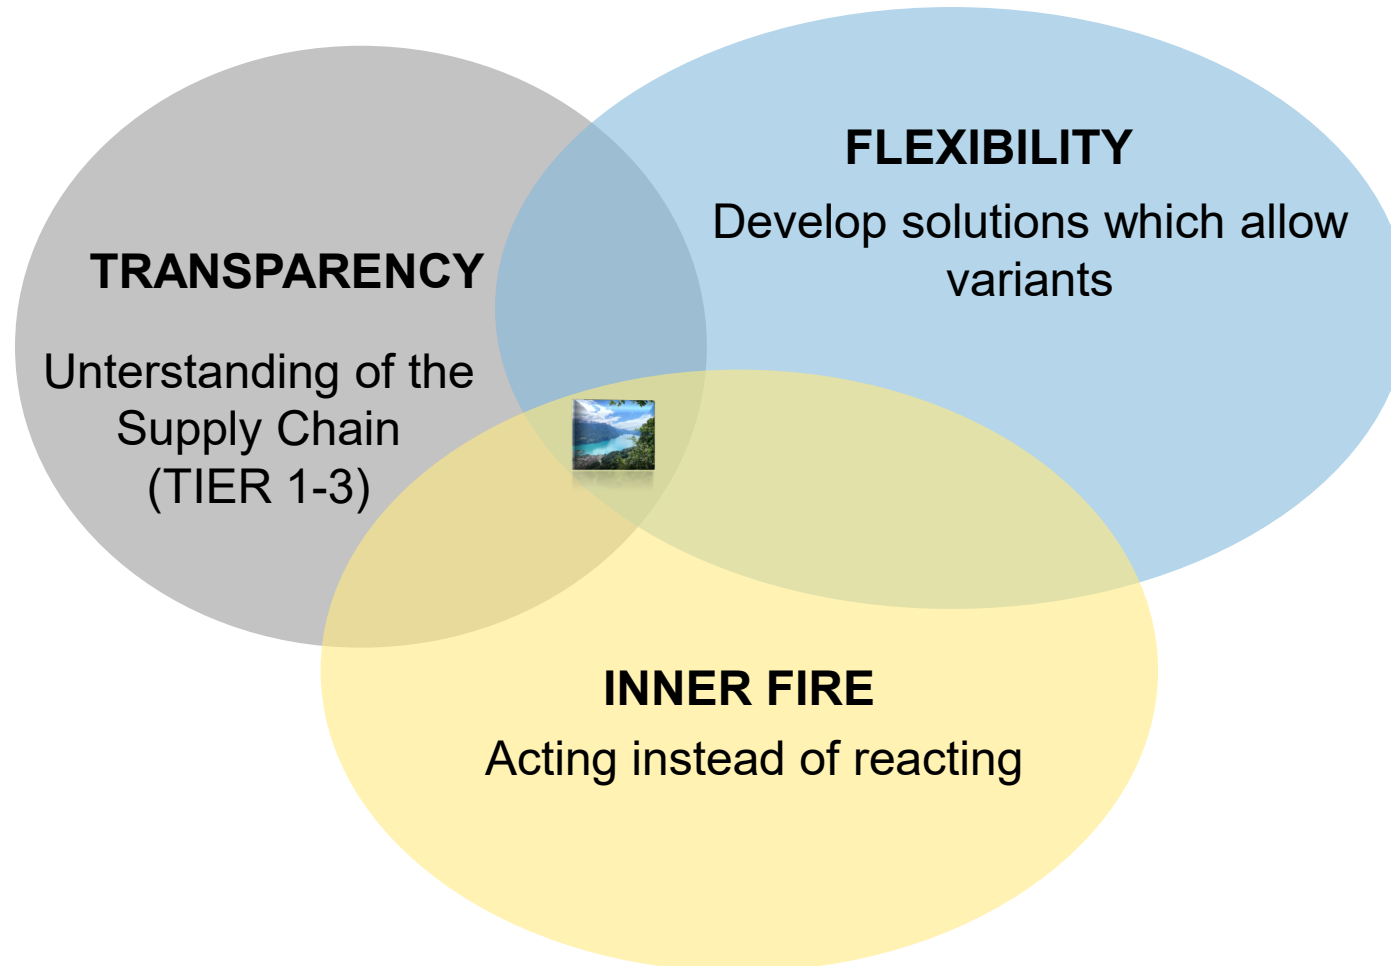 TRANSPARENCY
Unterstanding of the
Supply Chain
(TIER 1-3)
FLEXIBILITY
Develop solutions which allow
variants
INNER FIRE
Acting instead of reacting